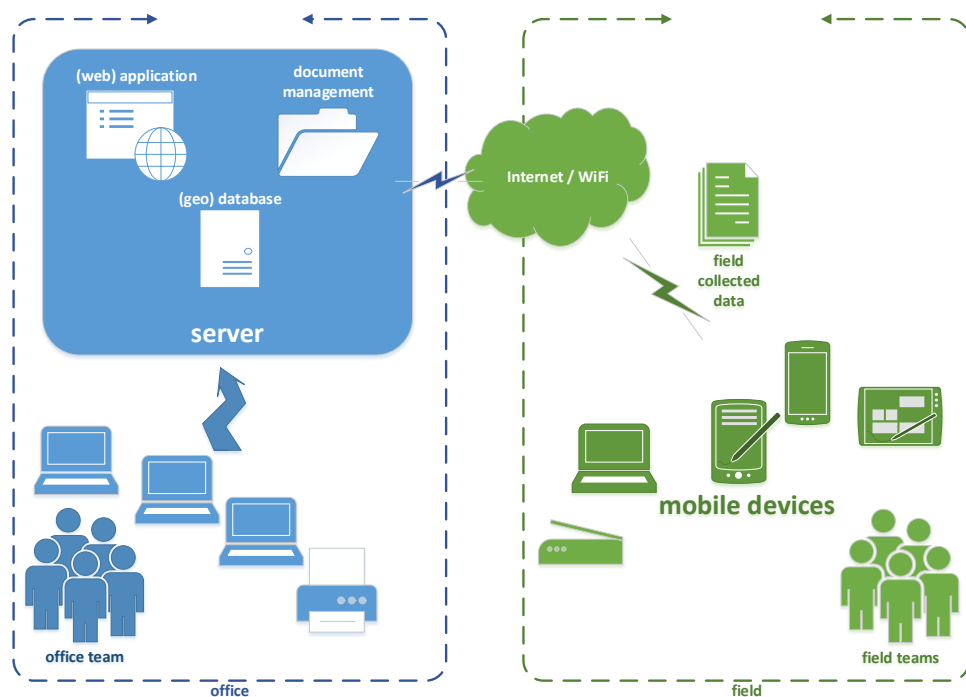 (web) application
document
management
(geo) database
server
office team
office
Internet / WiFi
field
collected
data
mobile devices
field teams
field